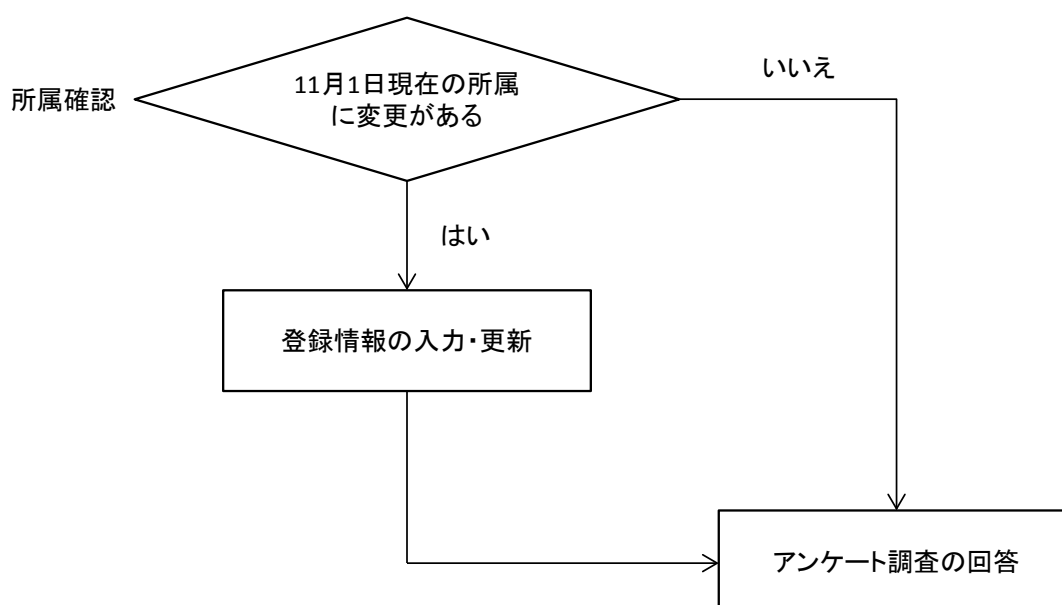 所属確認
11月1日現在の所属
に変更がある
いいえ
はい
登録情報の入力・更新
アンケート調査の回答